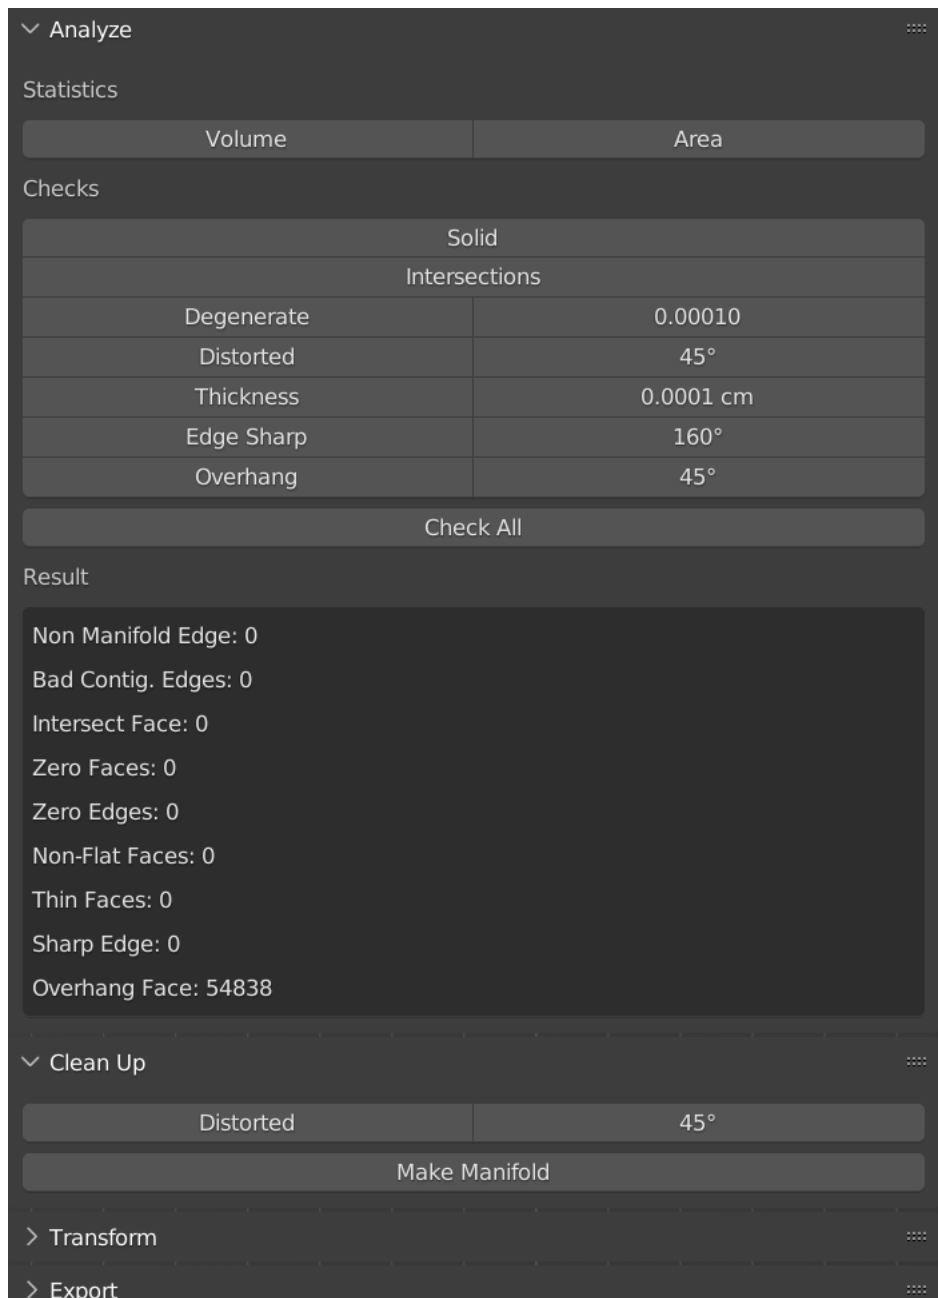 Analyze
Statistics
Volume Area
Checks
Solid
Intersections
Degenerate 0.00010
Distorted 45°
Thickness 0.0001 cm
Edge Sharp 160°
Overhang 45°
Check All
Result
Non Manifold Edge: 0
Bad Contig. Edges: 0
Intersect Face: 0
Zero Faces: 0
Zero Edges: 0
Non-Flat Faces: 0
Thin Faces: 0
Sharp Edge: 0
Overhang Face: 54838
Clean Up
Distorted 45°
Make Manifold
Transform
Export